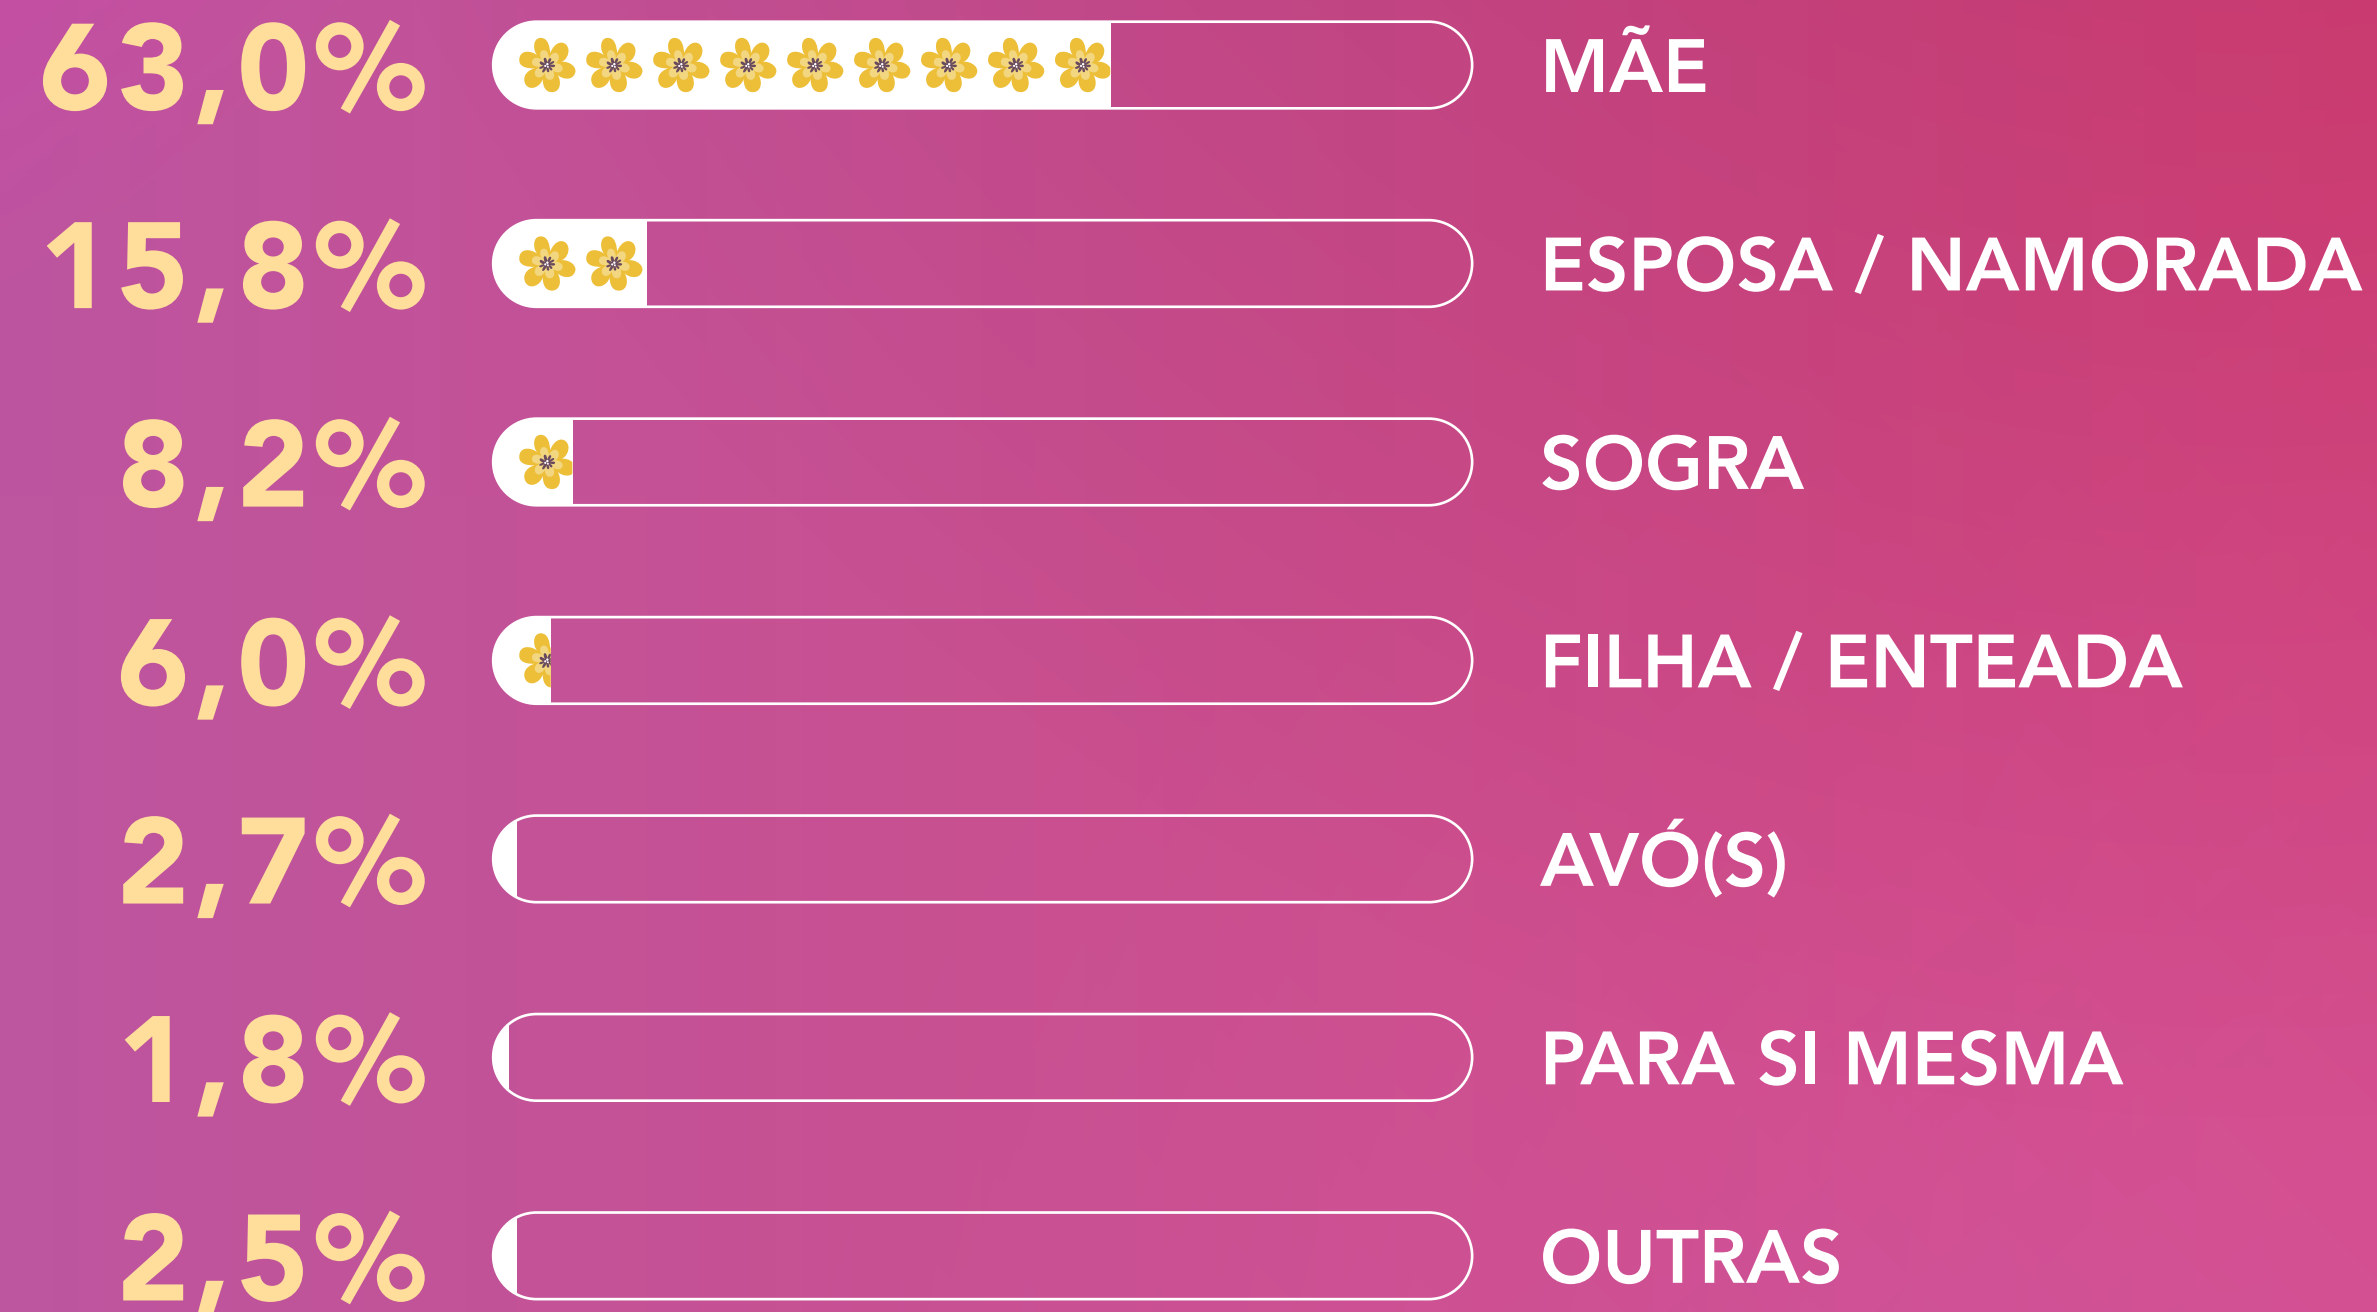 63,0% MÃE
15,8% ESPOSA / NAMORADA
8,2% SOGRA
6,0% FILHA / ENTEADA
2,7% AVÓ(S)
1,8% PARA SI MESMA
2,5% OUTRAS